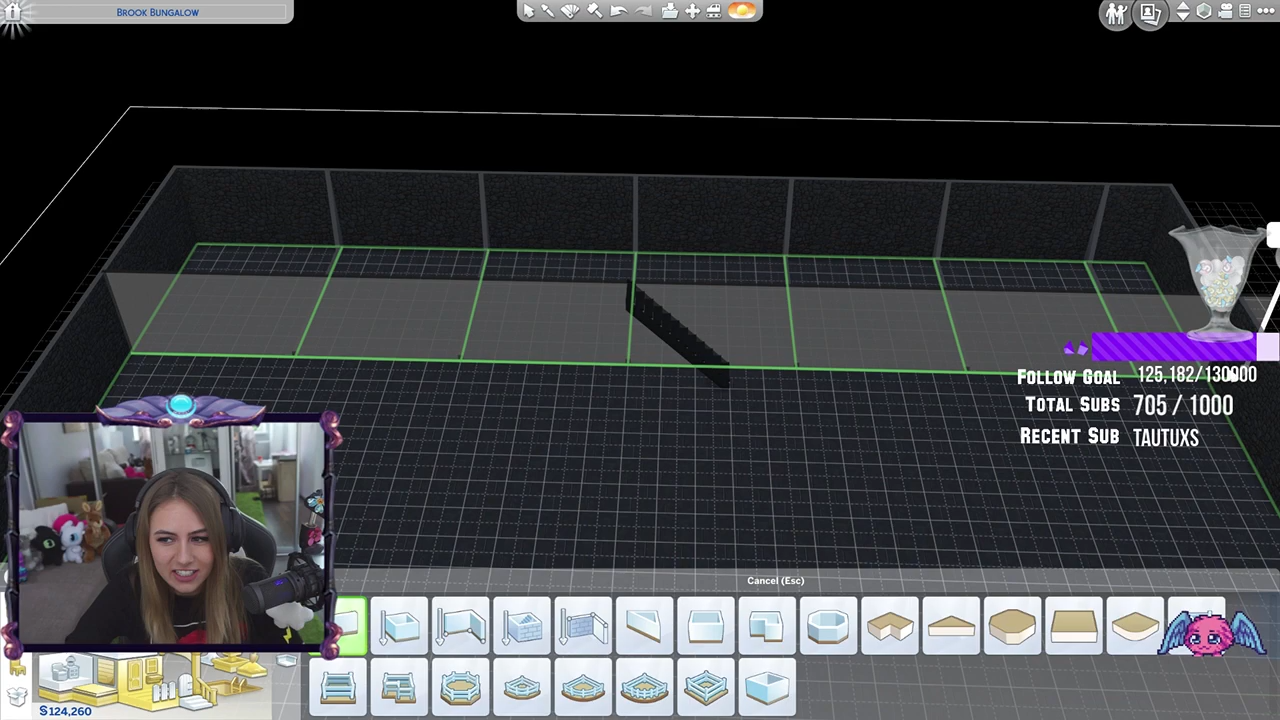 BROOK BUNGALOW
FOLLOW GOAL 125,182/130000
TOTAL SUBS 705 / 1000
RECENT SUB TAUTUXS
Cancel (Esc)
§124,260